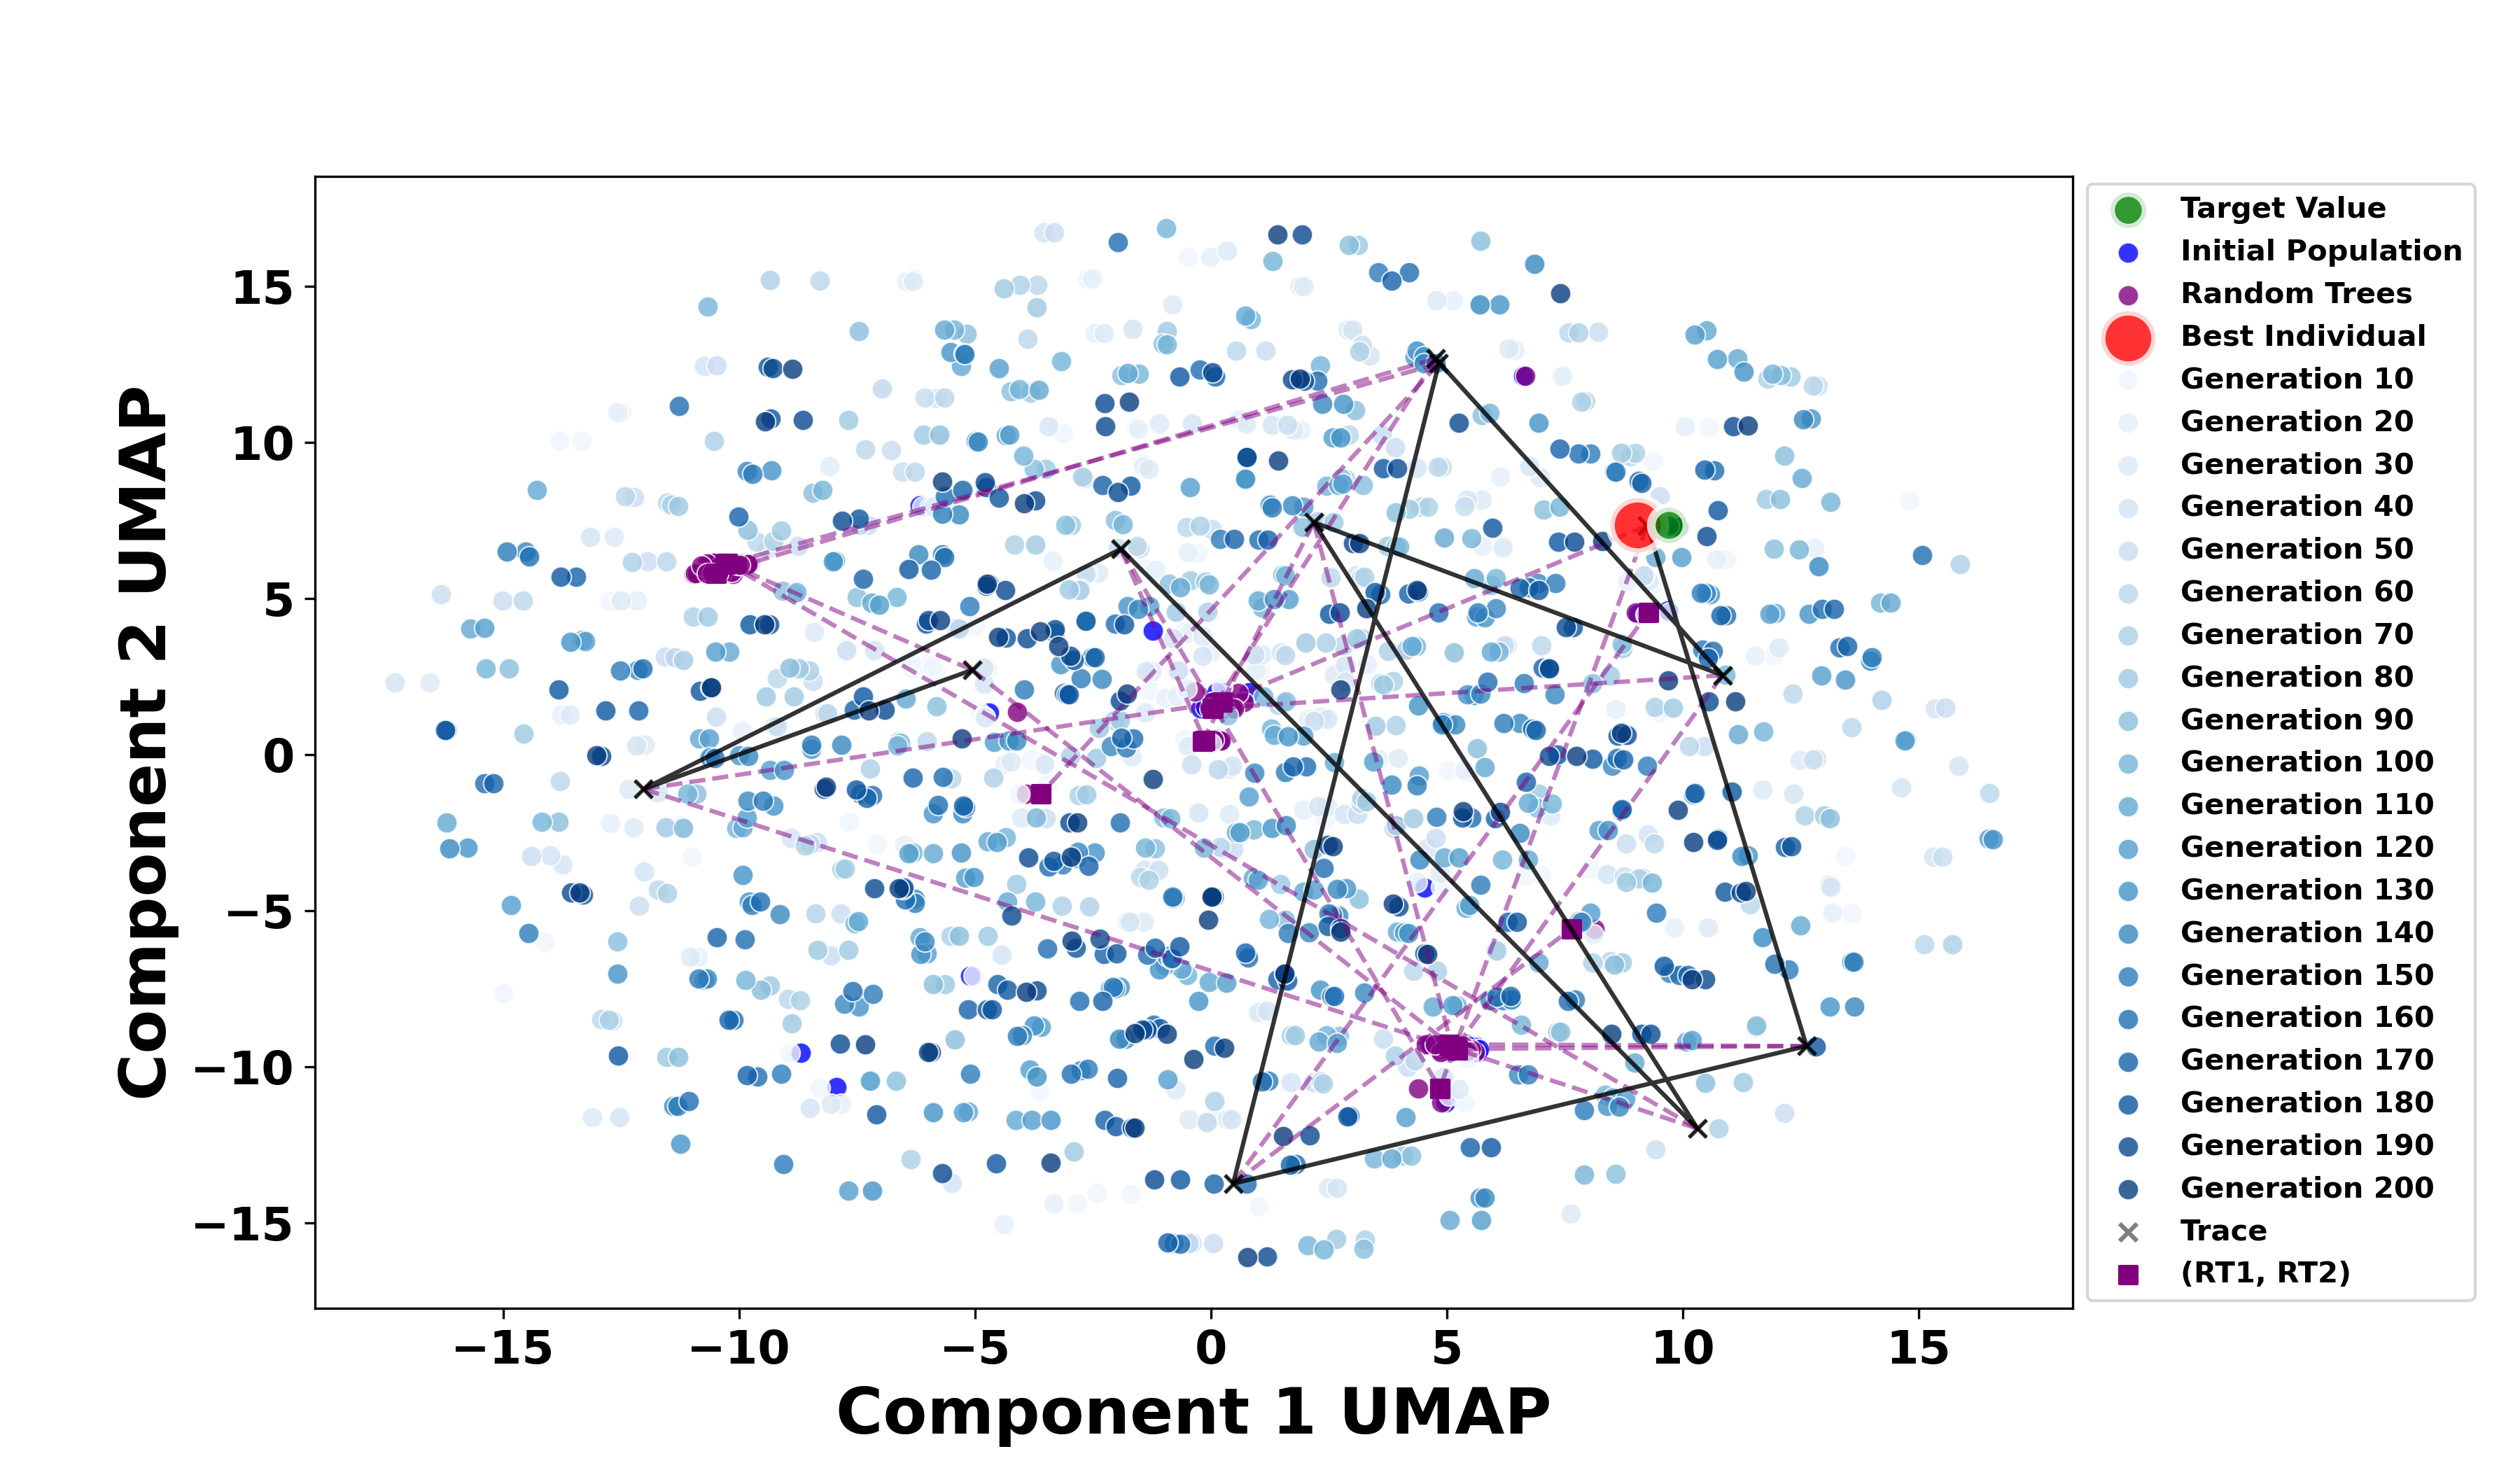 15
10
5
0
−5
−10
−15
Component 2 UMAP
−15
−10
−5
0
5
10
15
Component 1 UMAP
Target Value
Initial Population
Random Trees
Best Individual
Generation 10
Generation 20
Generation 30
Generation 40
Generation 50
Generation 60
Generation 70
Generation 80
Generation 90
Generation 100
Generation 110
Generation 120
Generation 130
Generation 140
Generation 150
Generation 160
Generation 170
Generation 180
Generation 190
Generation 200
Trace
(RT1, RT2)